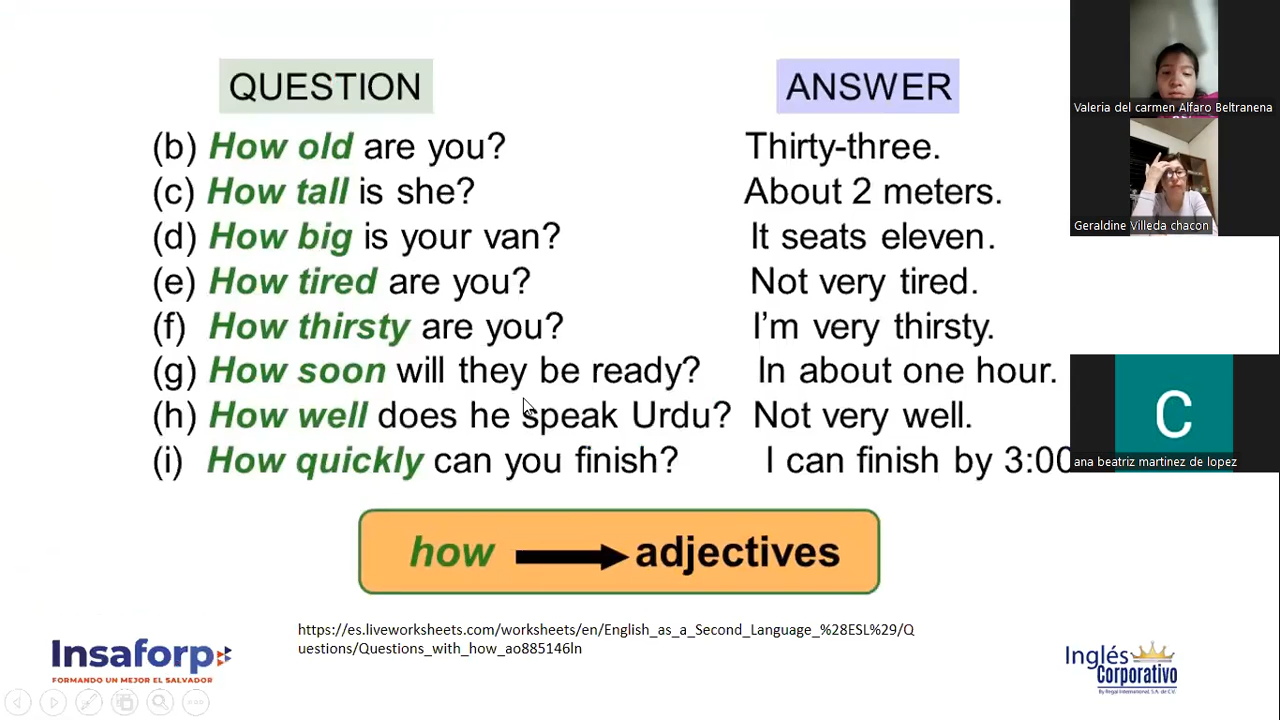 QUESTION ANSWER
(b) How old are you? Thirty-three.
(c) How tall is she? About 2 meters.
(d) How big is your van? It seats eleven.
(e) How tired are you? Not very tired.
(f) How thirsty are you? I'm very thirsty.
(g) How soon will they be ready? In about one hour.
(h) How well does he speak Urdu? Not very well.
(i) How quickly can you finish? I can finish by 3:00
how adjectives
https://es.liveworksheets.com/worksheets/en/English_as_a_Second_Language_%28ESL%29/Q
uestions/Questions_with_how_ao885146ln
Insaforp
FORMANDO UN MEJOR EL SALVADOR
Inglés
Corporativo
By Regal International, S.A. de C.V.
Valeria del carmen Alfaro Beltranena
Geraldine Villeda chacon
C
ana beatriz martinez de lopez